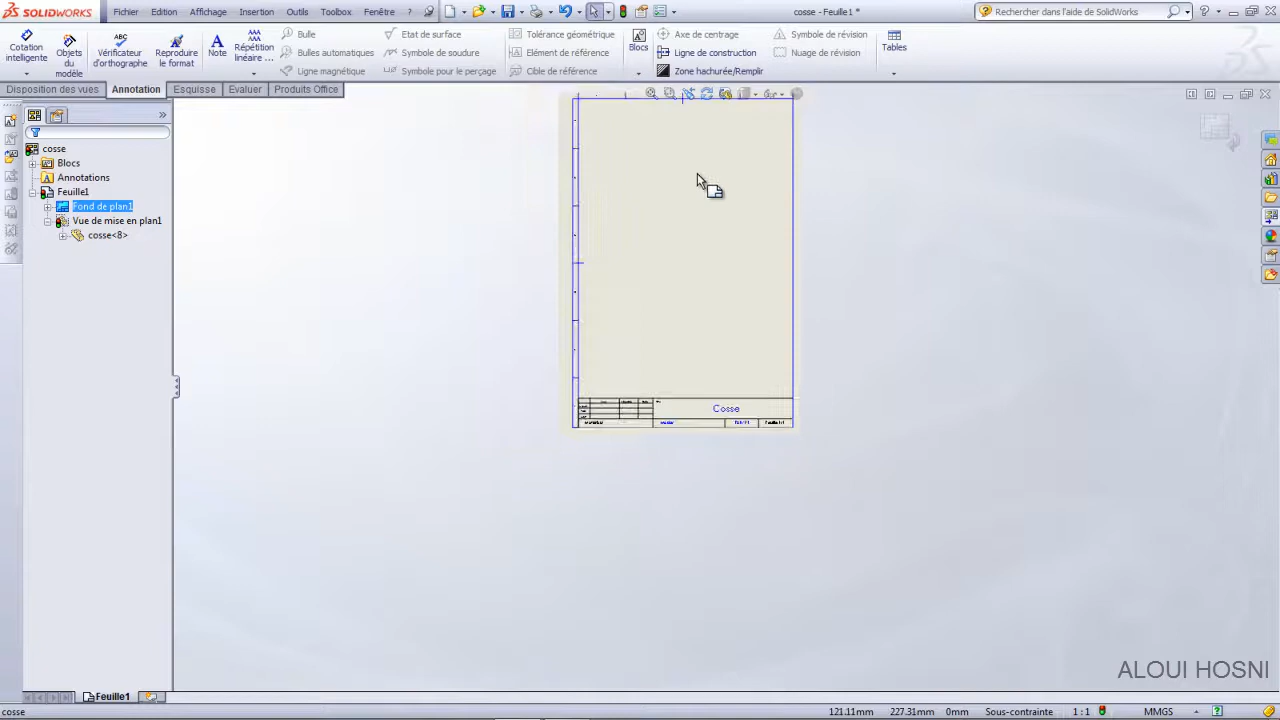 SOLIDWORKS
Fichier Edition Affichage Insertion Outils Toolbox Fenêtre ?
cosse - Feuille1 *
Rechercher dans l'aide de SolidWorks
Cotation intelligente
Objets du modèle
Vérificateur d'orthographe
Reproduire le format
Note
Répétition linéaire ...
Bulle
Bulles automatiques
Ligne magnétique
Etat de surface
Symbole de soudure
Symbole pour le perçage
Tolérance géométrique
Elément de référence
Cible de référence
Blocs
Axe de centrage
Ligne de construction
Zone hachurée/Remplir
Symbole de révision
Nuage de révision
Tables
Disposition des vues Annotation Esquisse Evaluer Produits Office
cosse
Blocs
Annotations
Feuille1
Fond de plan1
Vue de mise en plan1
cosse<8>
Cosse
ALOUI HOSNI
Feuille1
cosse
121.11mm 227.31mm 0mm Sous-contrainte 1 : 1 MMGS